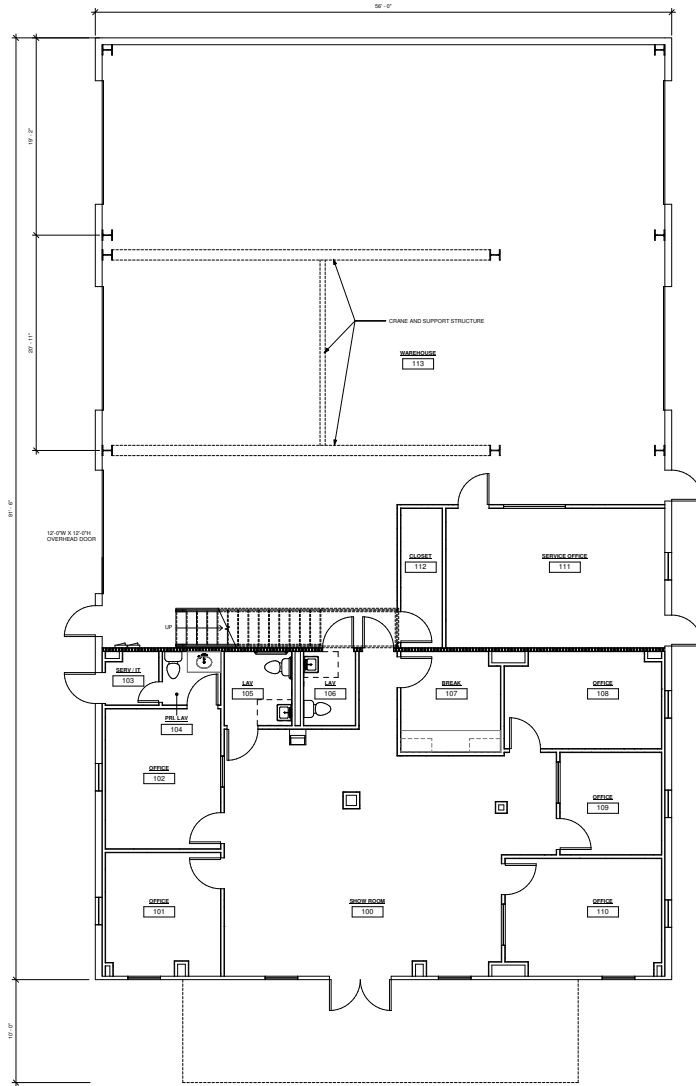 56' - 0"
19' - 2"
20' - 11"
91' - 6"
CRANE AND SUPPORT STRUCTURE
WAREHOUSE
113
12'-0"W X 12'-0"H
OVERHEAD DOOR
CLOSET
112
SERVICE OFFICE
111
UP
SERV / IT
103
LAV
105
LAV
106
BREAK
107
OFFICE
108
PRI. LAV
104
OFFICE
102
OFFICE
109
OFFICE
101
SHOW ROOM
100
OFFICE
110
10' - 0"